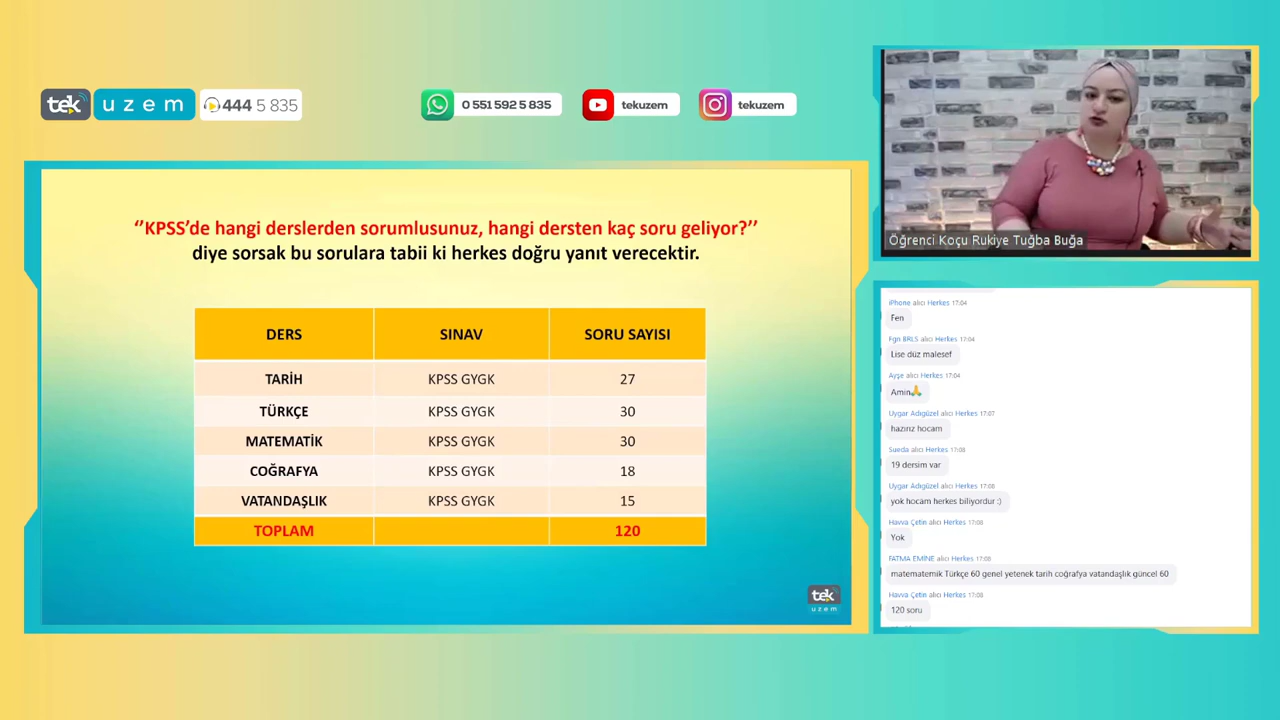 tek uzem 444 5 835
0 551 592 5 835
tekuzem
tekuzem
Öğrenci Koçu Rukiye Tuğba Buğa
‘’KPSS’de hangi derslerden sorumlusunuz, hangi dersten kaç soru geliyor?’’
diye sorsak bu sorulara tabii ki herkes doğru yanıt verecektir.
DERS SINAV SORU SAYISI
TARİH KPSS GYGK 27
TÜRKÇE KPSS GYGK 30
MATEMATİK KPSS GYGK 30
COĞRAFYA KPSS GYGK 18
VATANDAŞLIK KPSS GYGK 15
TOPLAM 120
tek
uzem
iPhone alıcı Herkes 17:04
Fen
Fgn BRLS alıcı Herkes 17:04
Lise düz malesef
Ayşe alıcı Herkes 17:04
Amin🙏
Uygar Adıgüzel alıcı Herkes 17:07
hazırız hocam
Sueda alıcı Herkes 17:08
19 dersim var
Uygar Adıgüzel alıcı Herkes 17:08
yok hocam herkes biliyordur :)
Havva Çetin alıcı Herkes 17:08
Yok
FATMA EMİNE alıcı Herkes 17:08
matematemik Türkçe 60 genel yetenek tarih coğrafya vatandaşlık güncel 60
Havva Çetin alıcı Herkes 17:08
120 soru